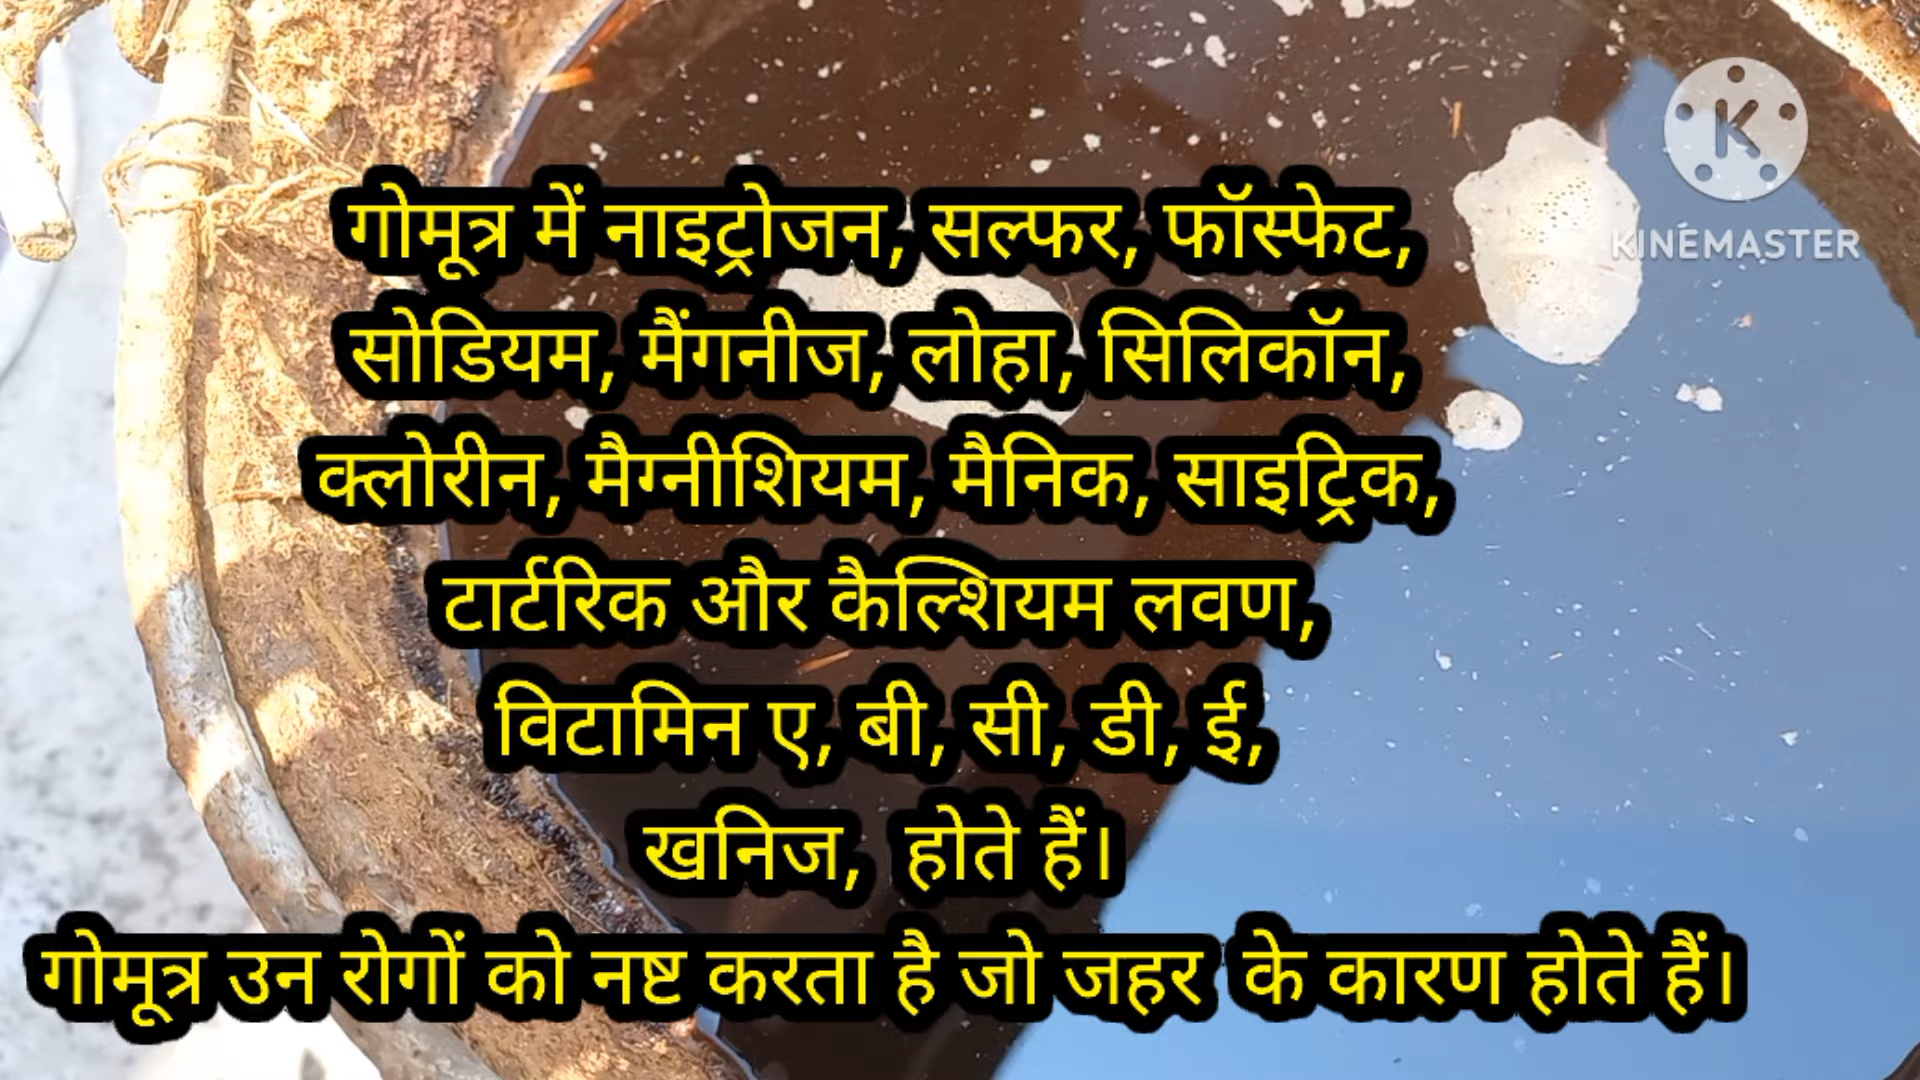 गोमूत्र में नाइट्रोजन, सल्फर, फॉस्फेट,
सोडियम, मैंगनीज, लोहा, सिलिकॉन,
क्लोरीन, मैग्नीशियम, मैनिक, साइट्रिक,
टार्टरिक और कैल्शियम लवण,
विटामिन ए, बी, सी, डी, ई,
खनिज, होते हैं।
गोमूत्र उन रोगों को नष्ट करता है जो जहर के कारण होते हैं।
K
KINEMASTER